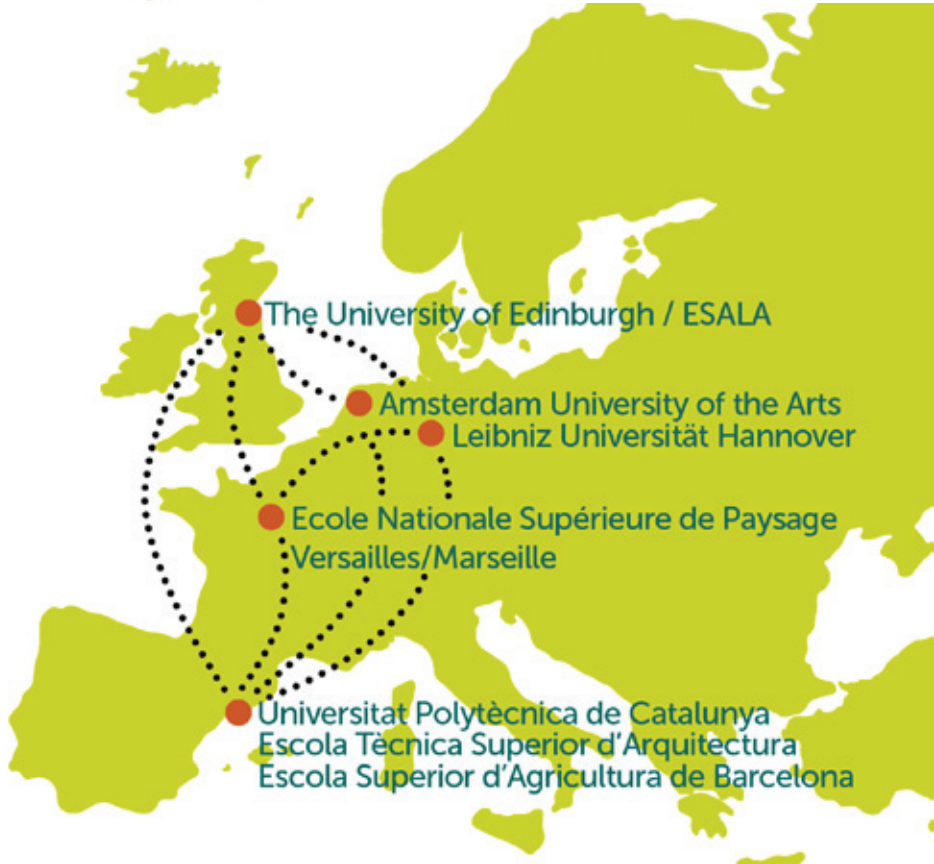 The University of Edinburgh / ESALA
Amsterdam University of the Arts
Leibniz Universität Hannover
Ecole Nationale Supérieure de Paysage
Versailles/Marseille
Universitat Polytècnica de Catalunya
Escola Tècnica Superior d'Arquitectura
Escola Superior d'Agricultura de Barcelona